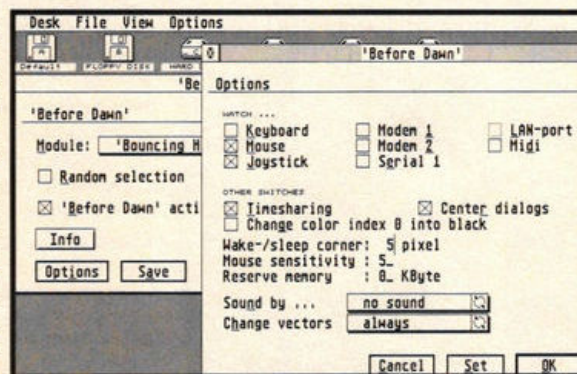 Desk File View Options
Default FLOPPY DISK HARD
'Be
'Before Dawn'
Module: 'Bouncing H
Random selection
'Before Dawn' acti
Info
Options Save
'Before Dawn'
Options
WATCH ...
Keyboard Modem 1 LAN-port
Mouse Modem 2 Midi
Joystick Serial 1
OTHER SWITCHES
Timesharing Center dialogs
Change color index 0 into black
Wake-/sleep corner: 5 pixel
Mouse sensitivity : 5_
Reserve memory : 0_ KByte
Sound by ... no sound
Change vectors always
Cancel Set OK